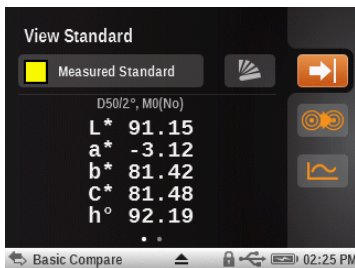 View Standard
Measured Standard
D50/2°, M0(No)
L* 91.15
a* -3.12
b* 81.42
C* 81.48
h° 92.19
Basic Compare 02:25 PM